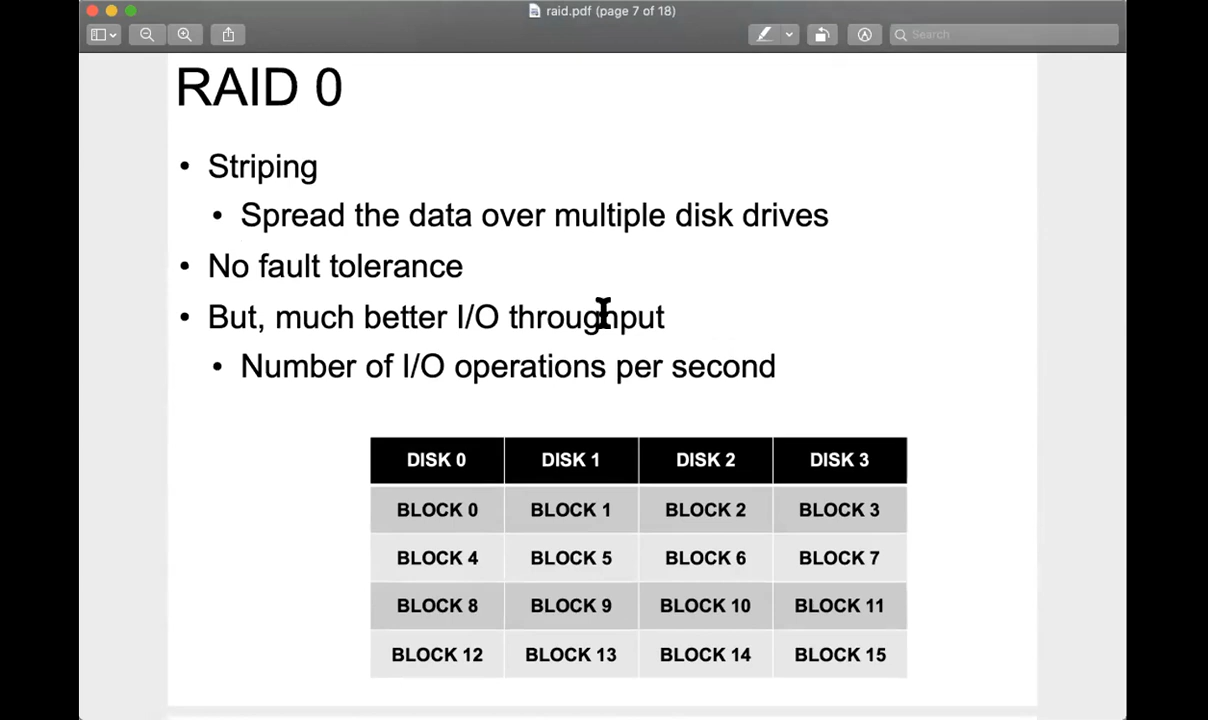 raid.pdf (page 7 of 18)
Search
RAID 0
• Striping
• Spread the data over multiple disk drives
• No fault tolerance
• But, much better I/O throughput
• Number of I/O operations per second
DISK 0 DISK 1 DISK 2 DISK 3
BLOCK 0 BLOCK 1 BLOCK 2 BLOCK 3
BLOCK 4 BLOCK 5 BLOCK 6 BLOCK 7
BLOCK 8 BLOCK 9 BLOCK 10 BLOCK 11
BLOCK 12 BLOCK 13 BLOCK 14 BLOCK 15